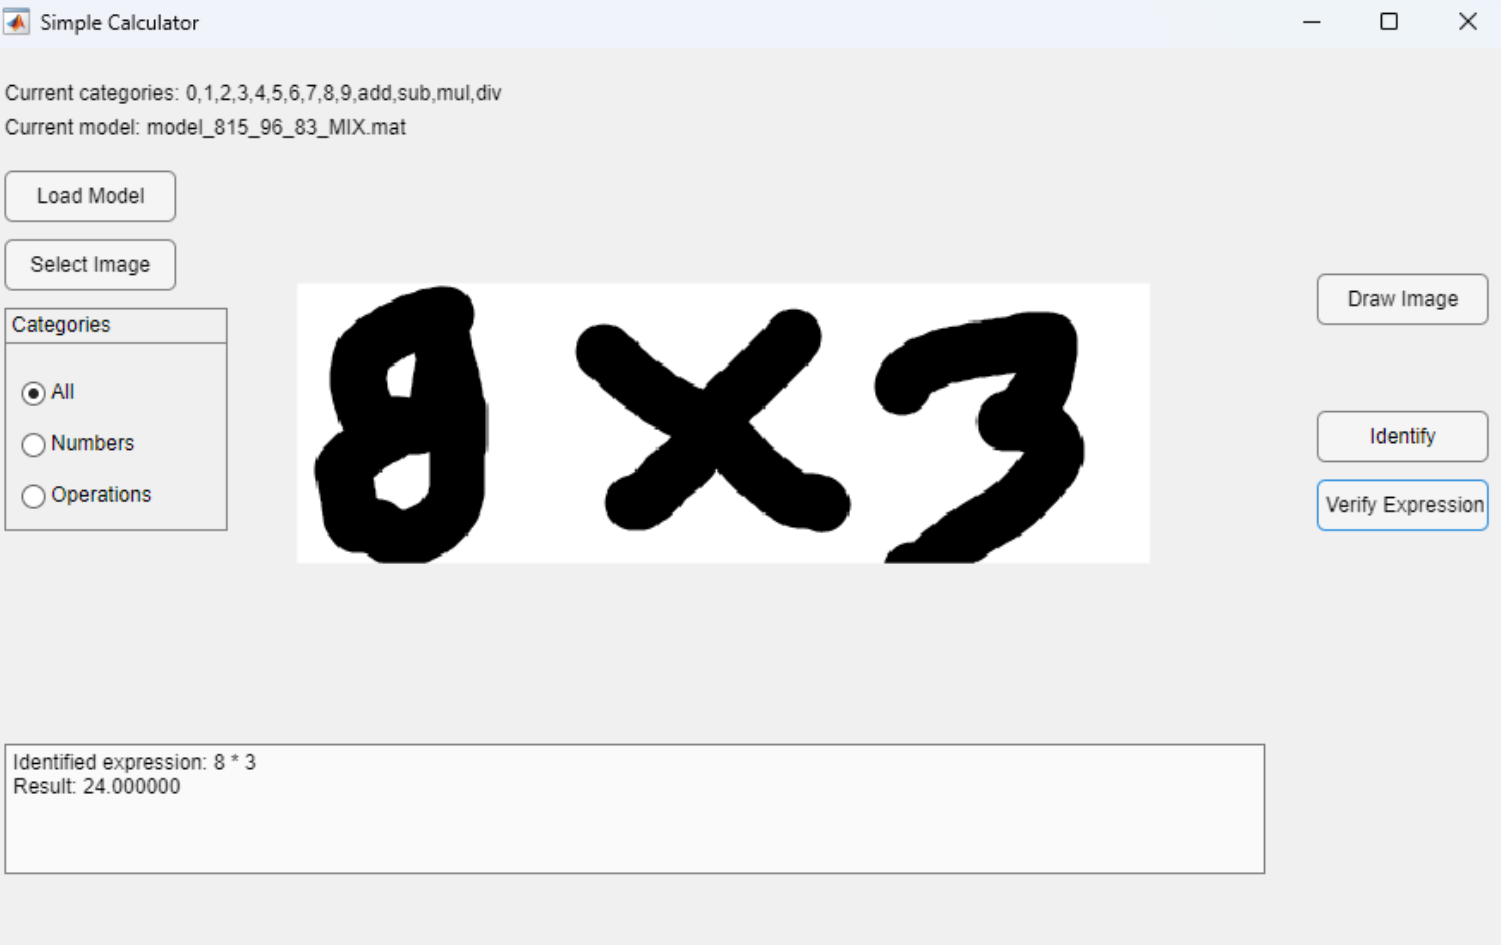 Simple Calculator
Current categories: 0,1,2,3,4,5,6,7,8,9,add,sub,mul,div
Current model: model_815_96_83_MIX.mat
Load Model
Select Image
Categories
All
Numbers
Operations
8 × 3
Draw Image
Identify
Verify Expression
Identified expression: 8 * 3
Result: 24.000000